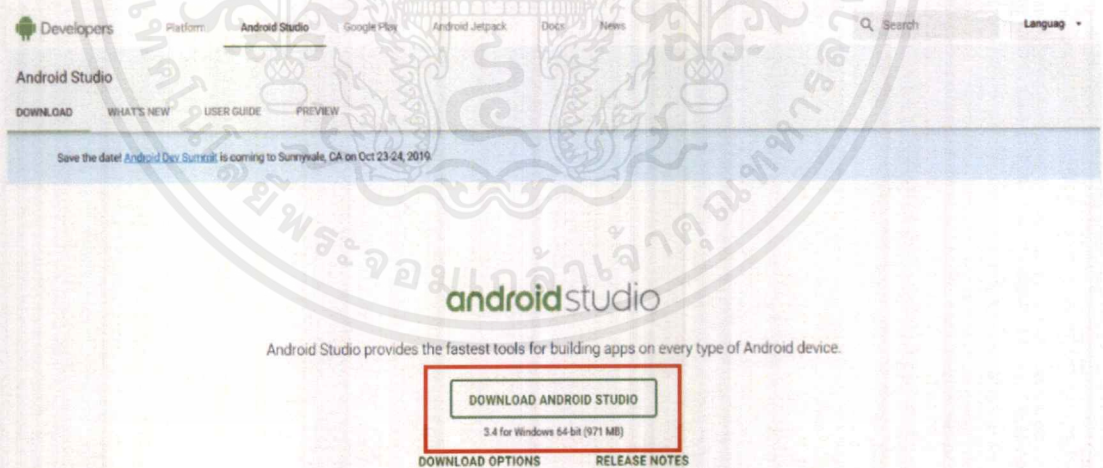 Developers Platform Android Studio Google Play Android Jetpack Docs News Search Languag
Android Studio
DOWNLOAD WHAT'S NEW USER GUIDE PREVIEW
Save the date! Android Dev Summit is coming to Sunnyvale, CA on Oct 23-24, 2019.
androidstudio
Android Studio provides the fastest tools for building apps on every type of Android device.
DOWNLOAD ANDROID STUDIO
3.4 for Windows 64-bit (971 MB)
DOWNLOAD OPTIONS RELEASE NOTES